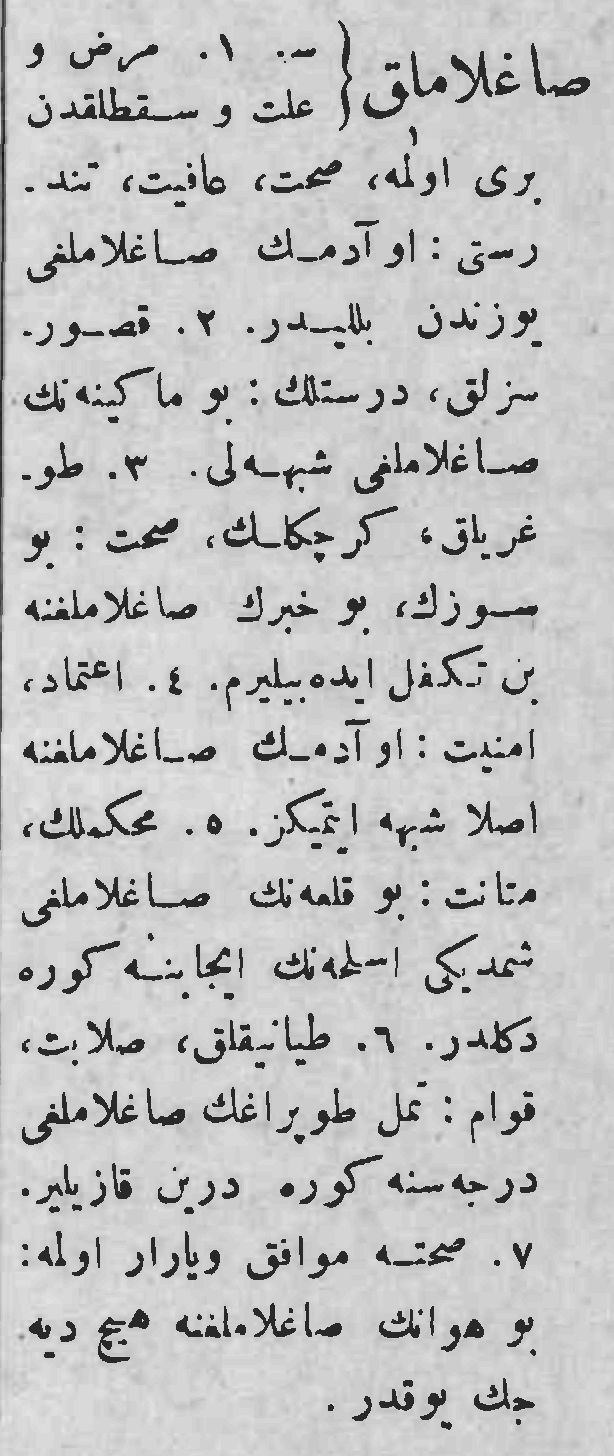 صاغلاماق { س. ١. مرض و
علت و سقطلقدن
بری اولمه، صحت، عافیت، تند-
رستی : او آدمك صاغلاملغی
یوزندن بللیدر. ٢. قصور-
سزلق، درستلك : بو ماکینه‌نك
صاغلاملغی شبهه‌لی. ٣. طو-
غریاق، کرچکلك، صحت : بو
سوزك، بو خبرك صاغلاملغنه
بن تکفل ایده‌بیلیرم. ٤. اعتماد،
امنیت : او آدمك صاغلاملغنه
اصلا شبهه ایتمیکز. ٥. محکملك،
متانت : بو قلعه‌نك صاغلاملغی
شمدیکی اسلحه‌نك ایجابنه کوره
دکلدر. ٦. طیانیقلق، صلابت،
قوام : تمل طوپراغك صاغلاملغی
درجه‌سنه کوره درین قازیلیر.
٧. صحته موافق ویارار اولمه :
بو هوانك صاغلاملغنه هیچ دیه
جك یوقدر .